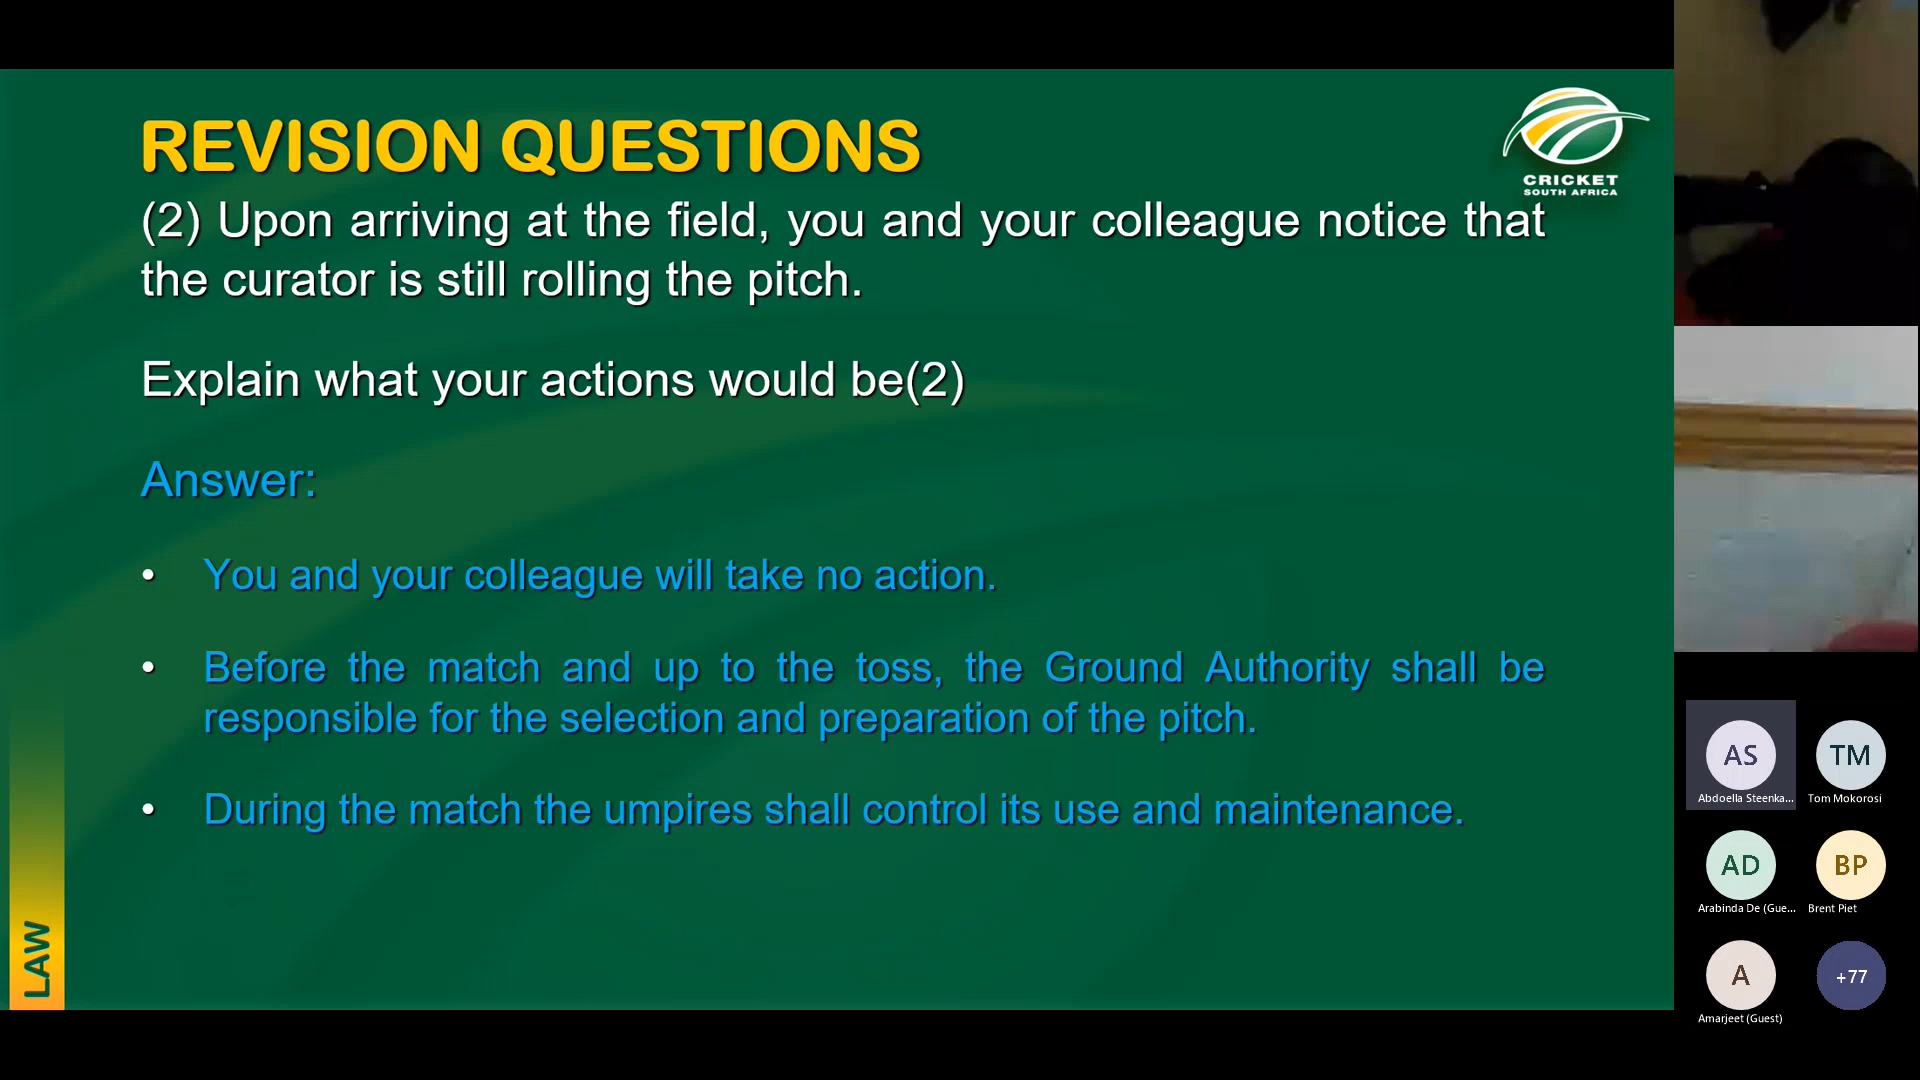 REVISION QUESTIONS
CRICKET
SOUTH AFRICA
(2) Upon arriving at the field, you and your colleague notice that
the curator is still rolling the pitch.
Explain what your actions would be(2)
Answer:
• You and your colleague will take no action.
• Before the match and up to the toss, the Ground Authority shall be
responsible for the selection and preparation of the pitch.
• During the match the umpires shall control its use and maintenance.
LAW
AS
Abdoella Steenka...
TM
Tom Mokorosi
AD
Arabinda De (Gue...
BP
Brent Piet
A
Amarjeet (Guest)
+77